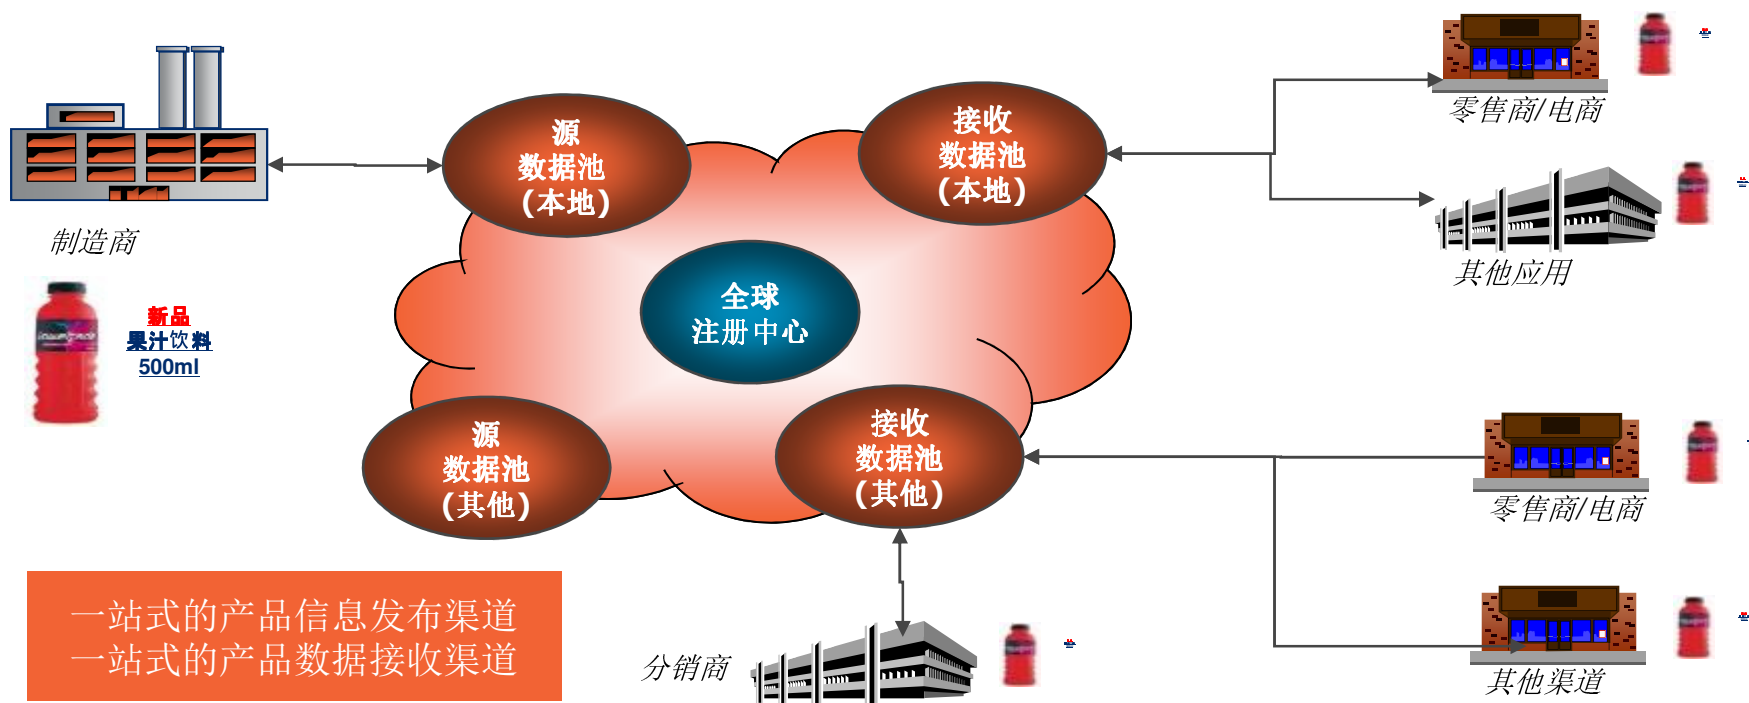 源
数据池
(本地)
接收
数据池
(本地)
零售商/电商
制造商
其他应用
全球
注册中心
新品
果汁饮料
500ml
源
数据池
(其他)
接收
数据池
(其他)
零售商/电商
一站式的产品信息发布渠道
一站式的产品数据接收渠道
分销商
其他渠道